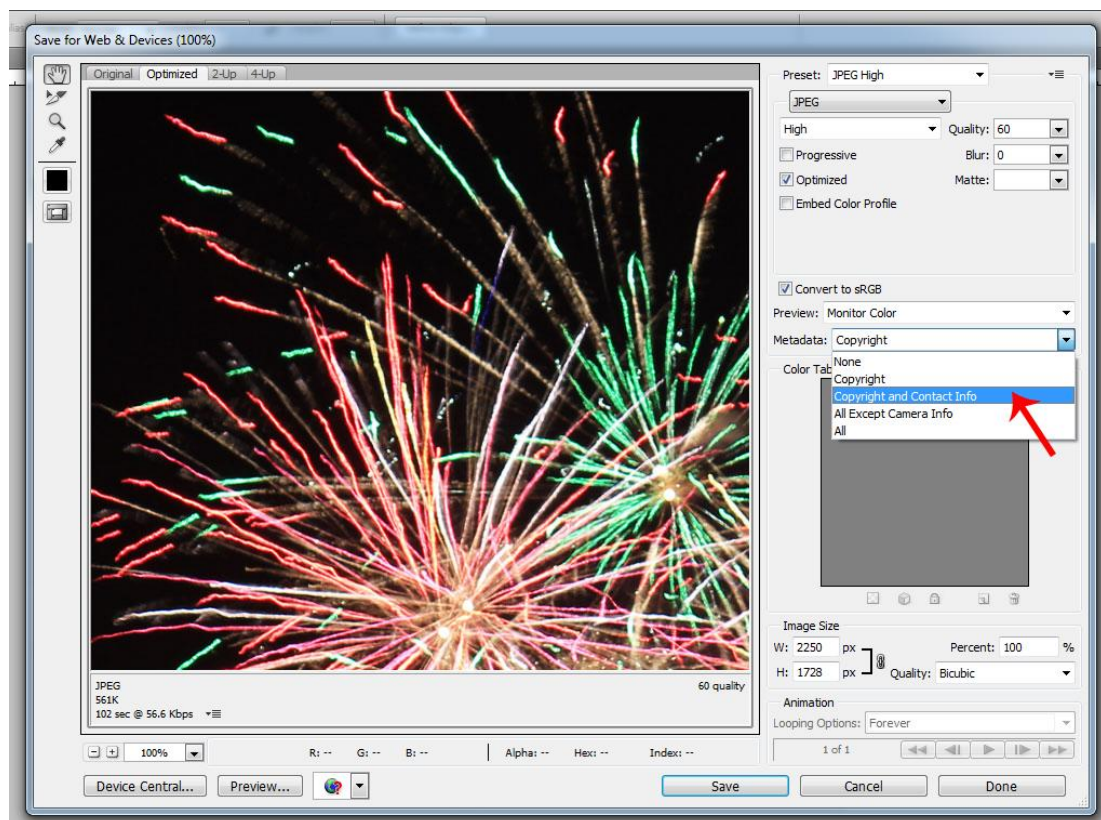 Save for Web & Devices (100%)
Original Optimized 2-Up 4-Up
Preset: JPEG High
JPEG
High Quality: 60
Progressive Blur: 0
Optimized Matte:
Embed Color Profile
Convert to sRGB
Preview: Monitor Color
Metadata: Copyright
None
Color Tab
Copyright
Copyright and Contact Info
All Except Camera Info
All
Image Size
W: 2250 px Percent: 100 %
H: 1728 px Quality: Bicubic
JPEG 60 quality
561K
102 sec @ 56.6 Kbps
Animation
Looping Options: Forever
1 of 1
100% R: -- G: -- B: -- Alpha: -- Hex: -- Index: --
Device Central... Preview... Save Cancel Done